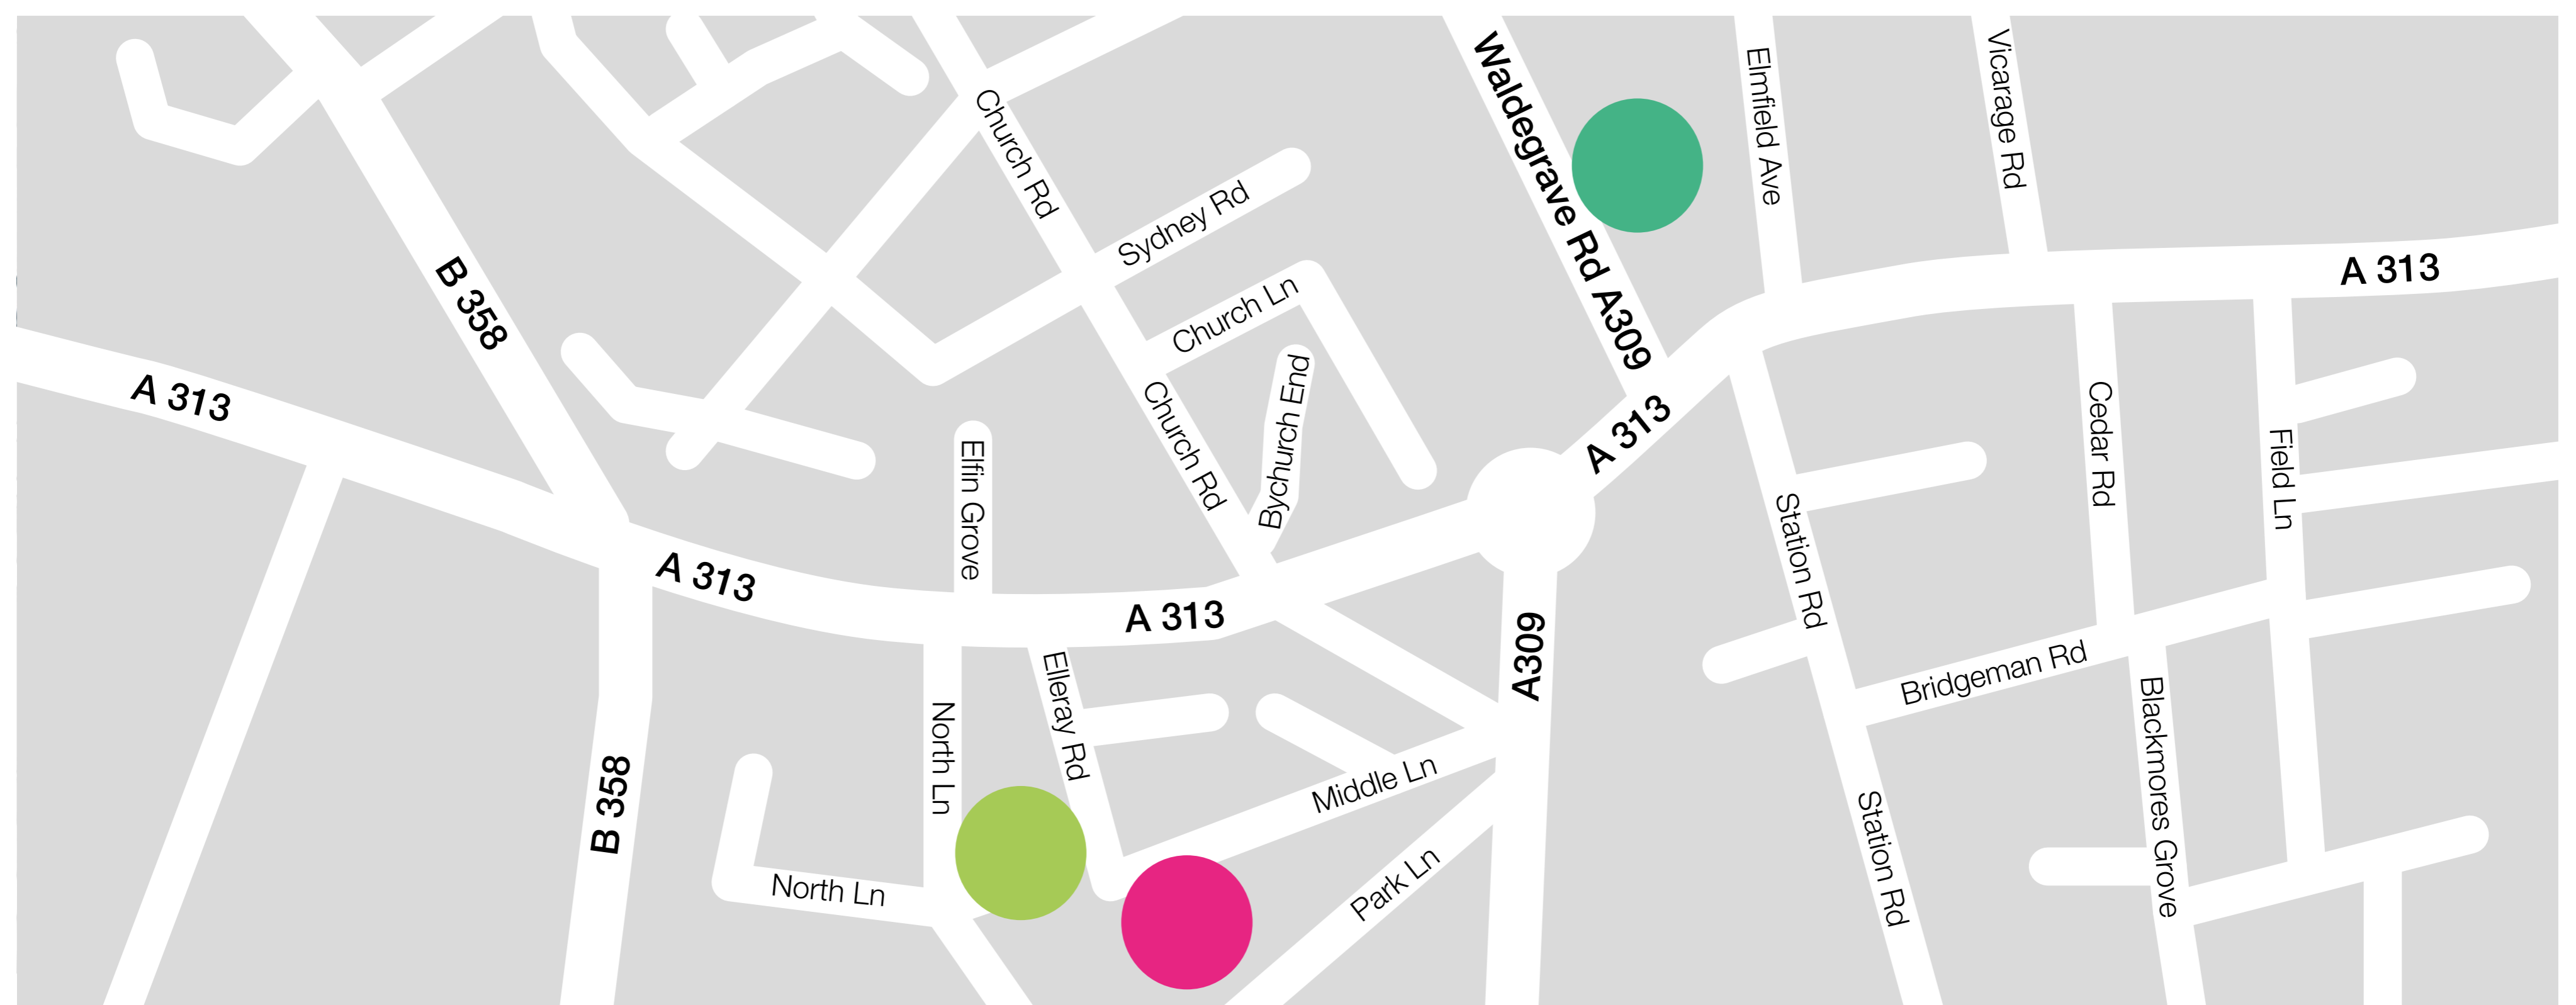 Waldegrave Rd A309
Elmfield Ave
Vicarage Rd
Church Rd
Sydney Rd
B 358
A 313
Church Ln
A 313
Bychurch End
Church Rd
A 313
Cedar Rd
Field Ln
Elfin Grove
Station Rd
A 313
A 313
A309
Elleray Rd
Bridgeman Rd
North Ln
Blackmores Grove
B 358
Middle Ln
Station Rd
North Ln
Park Ln